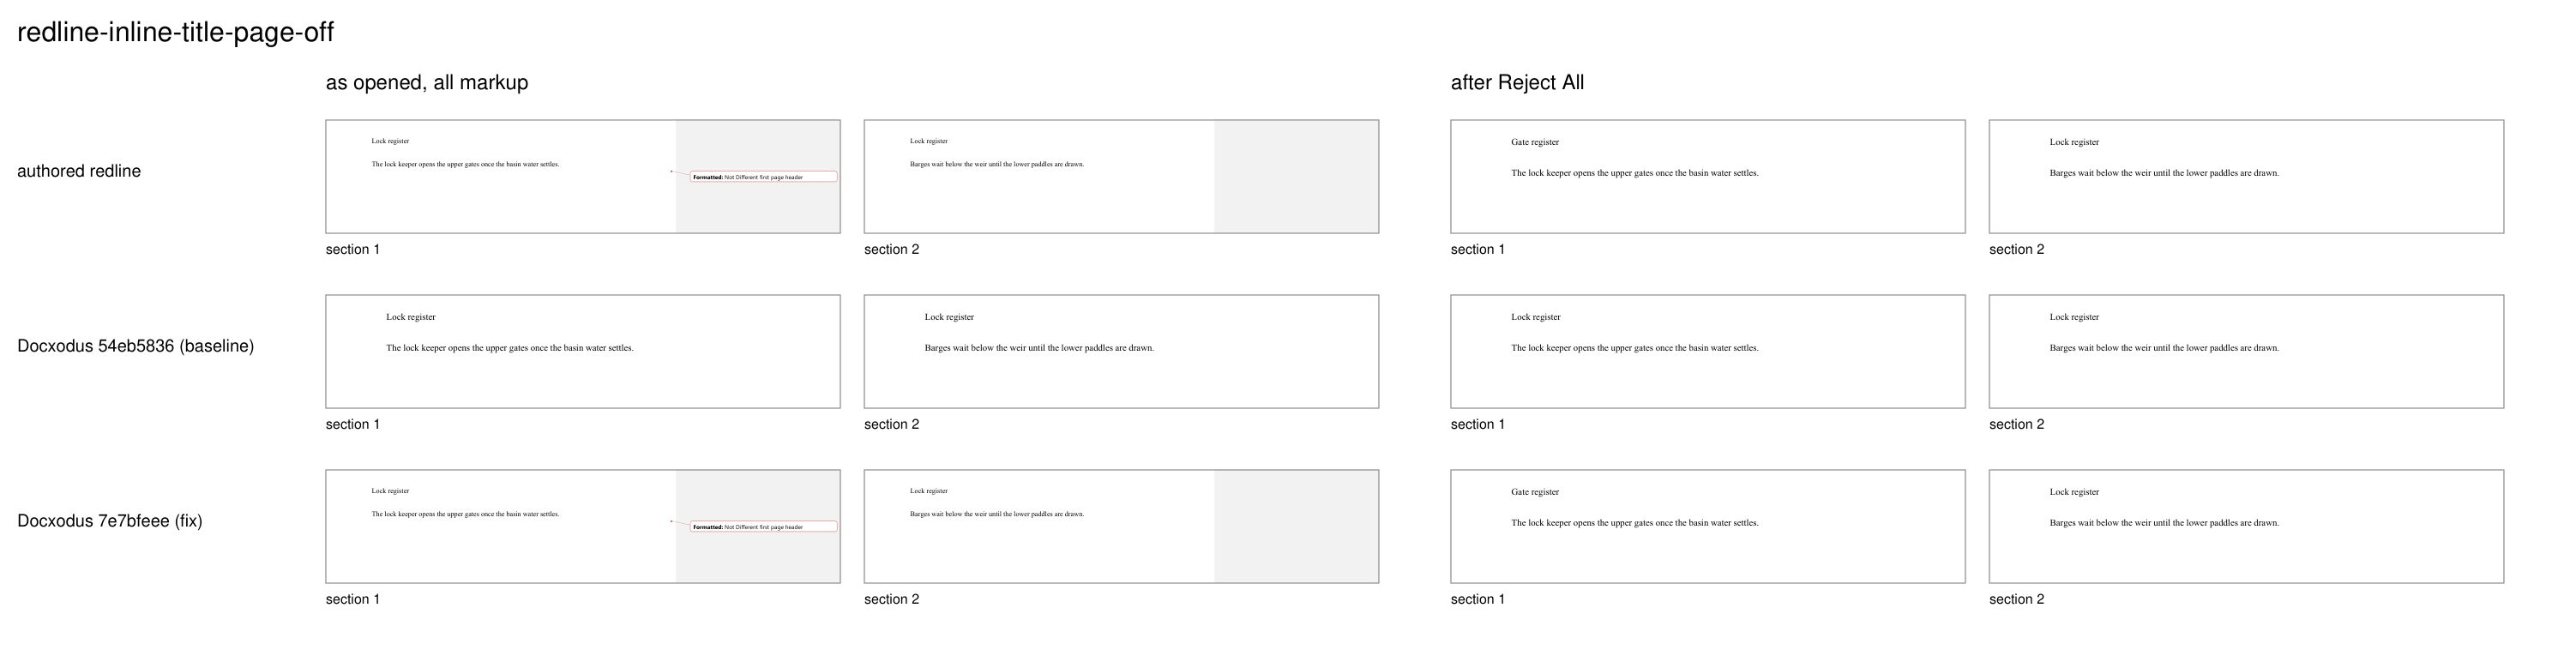 redline-inline-title-page-off
as opened, all markup
after Reject All
authored redline
Lock register
The lock keeper opens the upper gates once the basin water settles.
Formatted: Not Different first page header
section 1
Lock register
Barges wait below the weir until the lower paddles are drawn.
section 2
Gate register
The lock keeper opens the upper gates once the basin water settles.
section 1
Lock register
Barges wait below the weir until the lower paddles are drawn.
section 2
Docxodus 54eb5836 (baseline)
Lock register
The lock keeper opens the upper gates once the basin water settles.
section 1
Lock register
Barges wait below the weir until the lower paddles are drawn.
section 2
Lock register
The lock keeper opens the upper gates once the basin water settles.
section 1
Lock register
Barges wait below the weir until the lower paddles are drawn.
section 2
Docxodus 7e7bfeee (fix)
Lock register
The lock keeper opens the upper gates once the basin water settles.
Formatted: Not Different first page header
section 1
Lock register
Barges wait below the weir until the lower paddles are drawn.
section 2
Gate register
The lock keeper opens the upper gates once the basin water settles.
section 1
Lock register
Barges wait below the weir until the lower paddles are drawn.
section 2